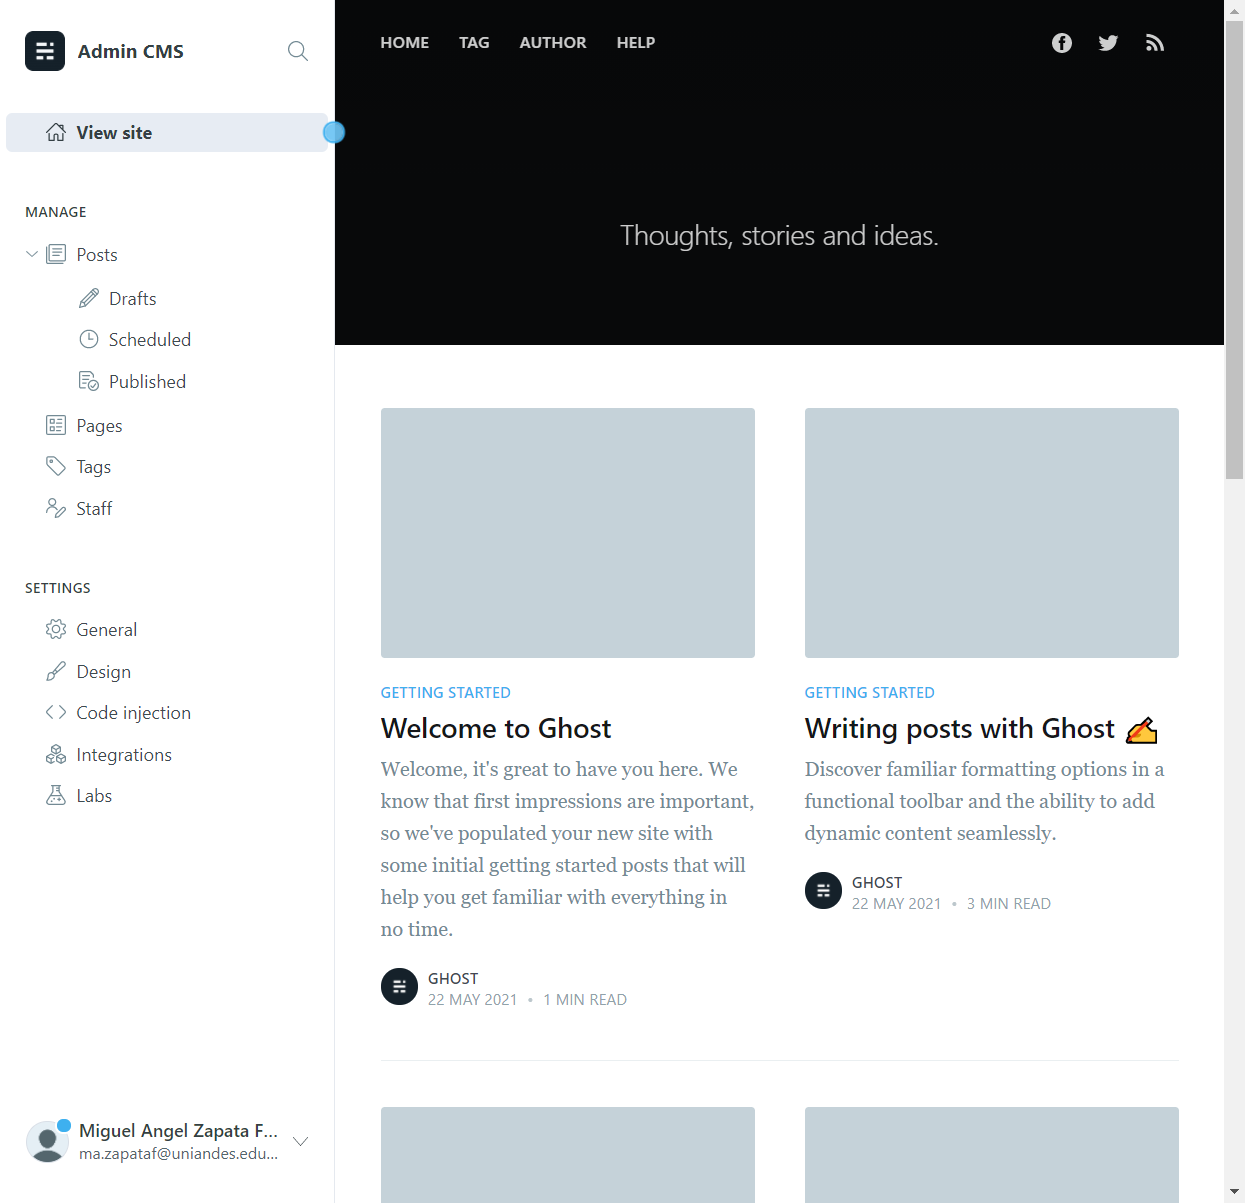 Admin CMS
View site
MANAGE
Posts
Drafts
Scheduled
Published
Pages
Tags
Staff
SETTINGS
General
Design
Code injection
Integrations
Labs
Miguel Angel Zapata F...
ma.zapataf@uniandes.edu...
HOME TAG AUTHOR HELP
Thoughts, stories and ideas.
GETTING STARTED
Welcome to Ghost
Welcome, it's great to have you here. We
know that first impressions are important,
so we've populated your new site with
some initial getting started posts that will
help you get familiar with everything in
no time.
GHOST
22 MAY 2021 • 1 MIN READ
GETTING STARTED
Writing posts with Ghost ✍️
Discover familiar formatting options in a
functional toolbar and the ability to add
dynamic content seamlessly.
GHOST
22 MAY 2021 • 3 MIN READ